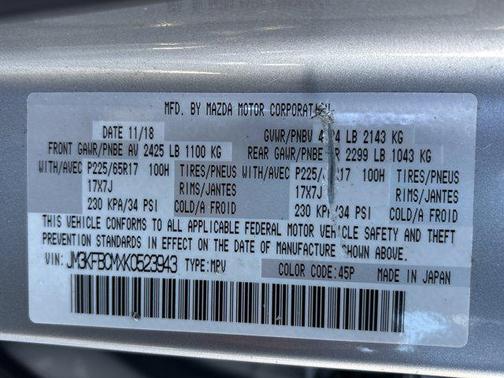 MFD. BY MAZDA MOTOR CORPORATION
DATE 11/18 GVWR/PNBV LB 2143 KG
FRONT GAWR/PNBE AV 2425 LB 1100 KG REAR GAWR/PNBE LB 2299 LB 1043 KG
WITH/AVEC P225/65R17 100H TIRES/PNEUS WITH/AVEC P225/65R17 100H TIRES/PNEUS
17X7J RIMS/JANTES 17X7J RIMS/JANTES
230 KPA/34 PSI COLD/A FROID 230 KPA/34 PSI COLD/A FROID
THIS VEHICLE CONFORMS TO ALL APPLICABLE FEDERAL MOTOR VEHICLE SAFETY AND THEFT
PREVENTION STANDARDS IN EFFECT ON THE DATE OF MANUFACTURE SHOWN ABOVE.
VIN: JM3KFBCMXK0523943 TYPE: MPV COLOR CODE: 45P MADE IN JAPAN